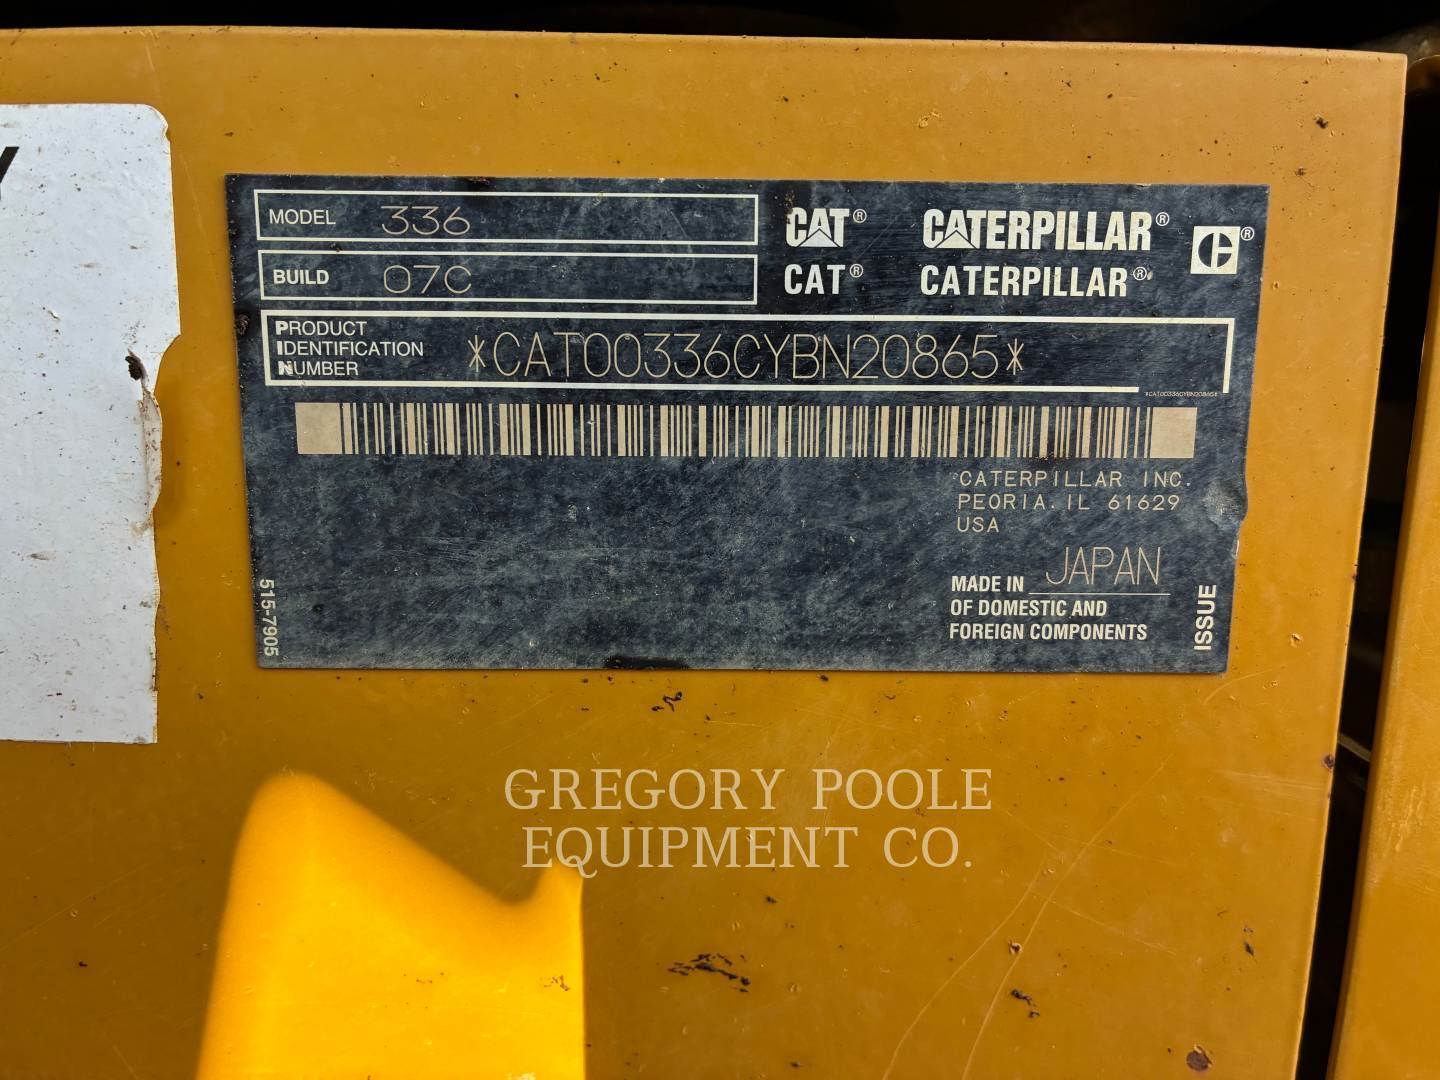 MODEL 336
BUILD 07C
CAT® CATERPILLAR® ®
CAT® CATERPILLAR®
PRODUCT
IDENTIFICATION
NUMBER
*CAT00336CYBN20865*
CATERPILLAR INC.
PEORIA. IL 61629
USA
MADE IN JAPAN
OF DOMESTIC AND
FOREIGN COMPONENTS
ISSUE
515-7905
GREGORY POOLE
EQUIPMENT CO.